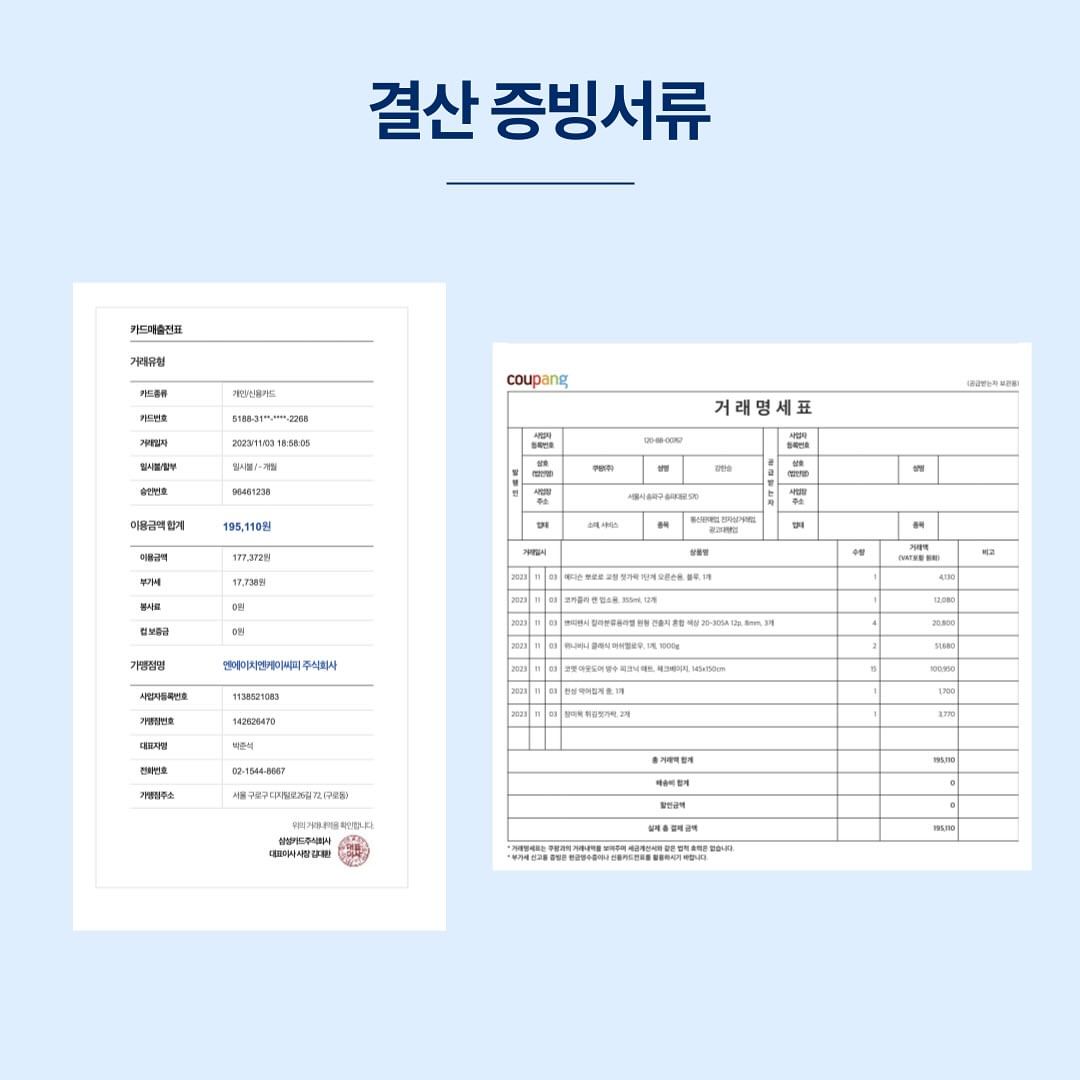 결산 증빙서류
카드매출전표
거래유형
카드종류 개인/신용카드
카드번호 5188-31**-****-2268
거래일자 2023/11/03 18:58:05
일시불/할부 일시불 / - 개월
승인번호 96461238
이용금액 합계 195,110원
이용금액 177,372원
부가세 17,738원
봉사료 0원
컵 보증금 0원
가맹점명 엔에이치엔케이씨피 주식회사
사업자등록번호 1138521083
가맹점번호 142626470
대표자명 박준석
전화번호 02-1544-8667
가맹점주소 서울 구로구 디지털로26길 72, (구로동)
위의 거래내역을 확인합니다.
삼성카드주식회사
대표이사 사장 김대환
대표
이사
coupang
(공급받는자 보관용)
거래명세표
발행인
사업자
등록번호 120-88-00767
상호
(법인명) 쿠팡(주) 성명 강한승
사업장
주소 서울시 송파구 송파대로 570
업태 소매, 서비스 종목 통신판매업, 전자상거래업,
광고대행업
공급받는자
사업자
등록번호
상호
(법인명) 성명
사업장
주소
업태 종목
거래일시 상품명 수량 거래액
(VAT포함 원화) 비고
2023 11 03 에디슨 뽀로로 교정 젓가락 1단계 오른손용, 블루, 1개 1 4,130
2023 11 03 코카콜라 캔 업소용, 355ml, 12개 1 12,080
2023 11 03 쁘띠팬시 칼라분류용라벨 원형 견출지 혼합 색상 20-305A 12p, 8mm, 3개 4 20,800
2023 11 03 위니비니 클래식 머쉬멜로우, 1개, 1000g 2 51,680
2023 11 03 코멧 아웃도어 방수 피크닉 매트, 체크베이지, 145x150cm 15 100,950
2023 11 03 천성 악어집게 중, 1개 1 1,700
2023 11 03 장미목 튀김젓가락, 2개 1 3,770
총 거래액 합계 195,110
배송비 합계 0
할인금액 0
실제 총 결제 금액 195,110
* 거래명세표는 쿠팡과의 거래내역을 보여주며 세금계산서와 같은 법적 효력은 없습니다.
* 부가세 신고용 증빙은 현금영수증이나 신용카드전표를 활용하시기 바랍니다.